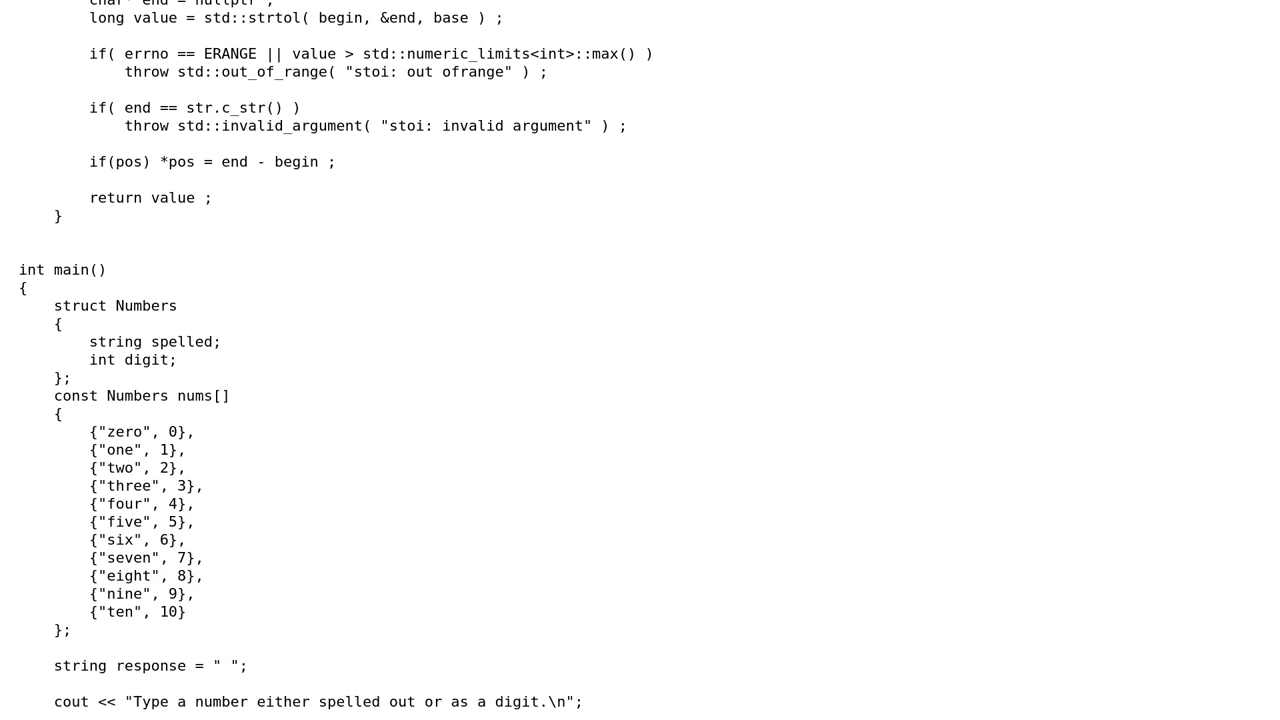 char* end = nullptr ;
long value = std::strtol( begin, &end, base ) ;
if( errno == ERANGE || value > std::numeric_limits<int>::max() )
throw std::out_of_range( "stoi: out ofrange" ) ;
if( end == str.c_str() )
throw std::invalid_argument( "stoi: invalid argument" ) ;
if(pos) *pos = end - begin ;
return value ;
}
int main()
{
struct Numbers
{
string spelled;
int digit;
};
const Numbers nums[]
{
{"zero", 0},
{"one", 1},
{"two", 2},
{"three", 3},
{"four", 4},
{"five", 5},
{"six", 6},
{"seven", 7},
{"eight", 8},
{"nine", 9},
{"ten", 10}
};
string response = " ";
cout << "Type a number either spelled out or as a digit.\n";